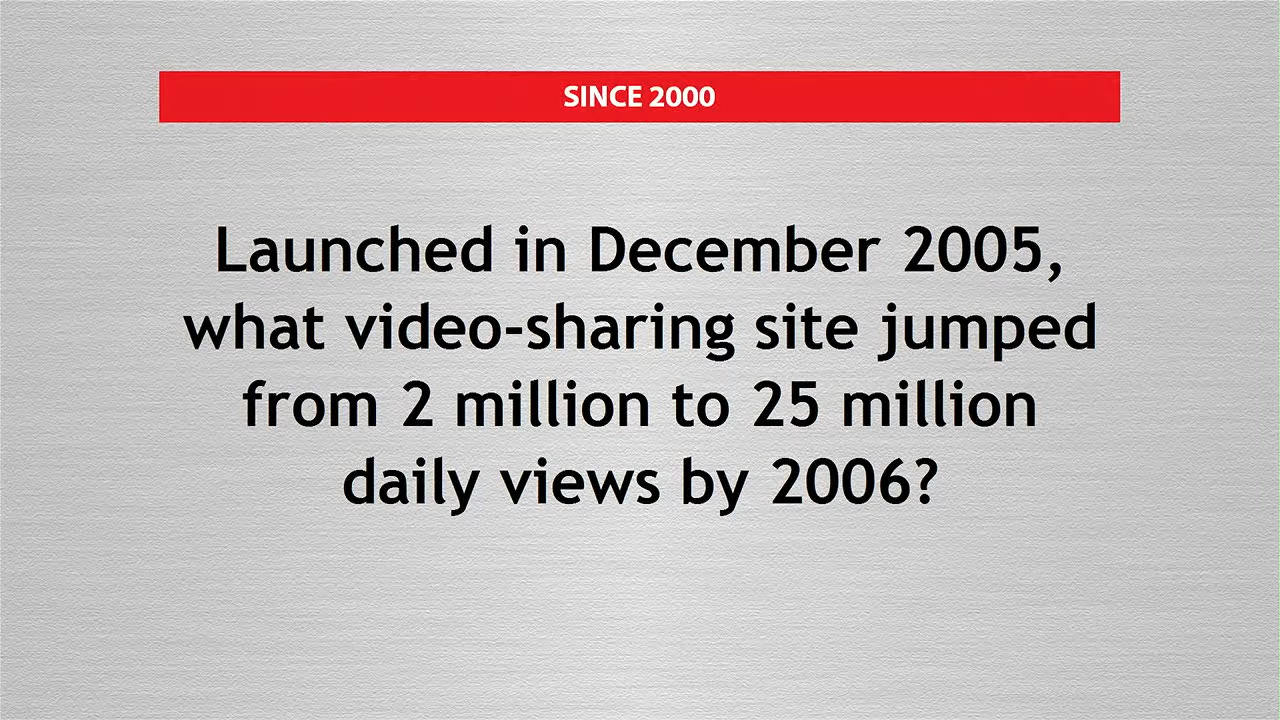 SINCE 2000
Launched in December 2005,
what video-sharing site jumped
from 2 million to 25 million
daily views by 2006?